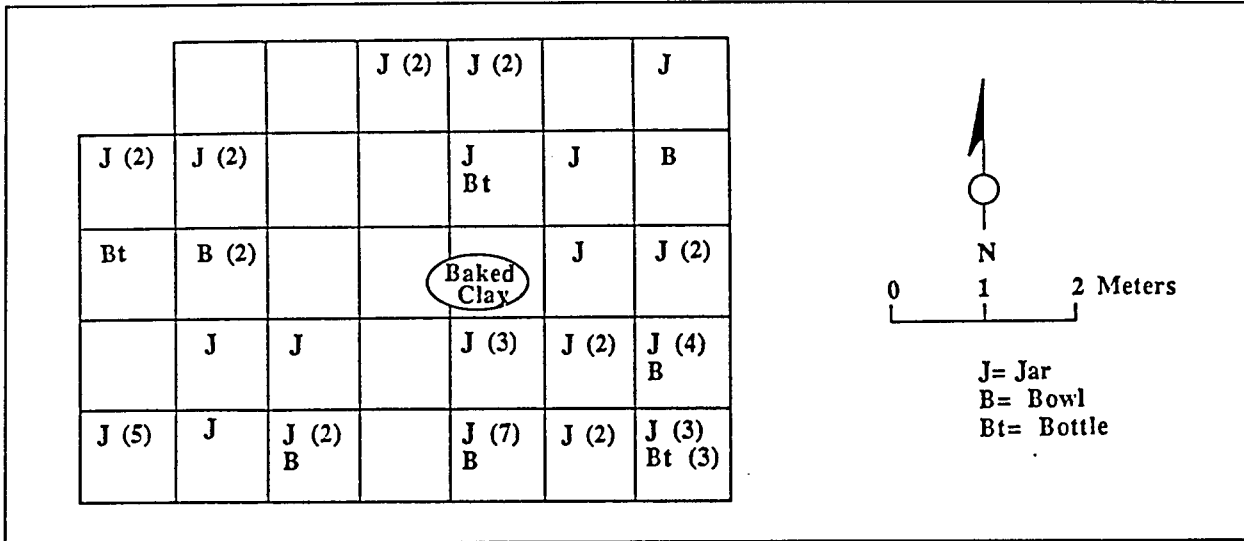 J (2) J (2) J
J (2) J (2) J J B
Bt
Bt B (2) J J (2)
Baked
Clay
J J J (3) J (2) J (4)
B
J (5) J J (2) J (7) J (2) J (3)
B B Bt (3)
N
0 1 2 Meters
J= Jar
B= Bowl
Bt= Bottle